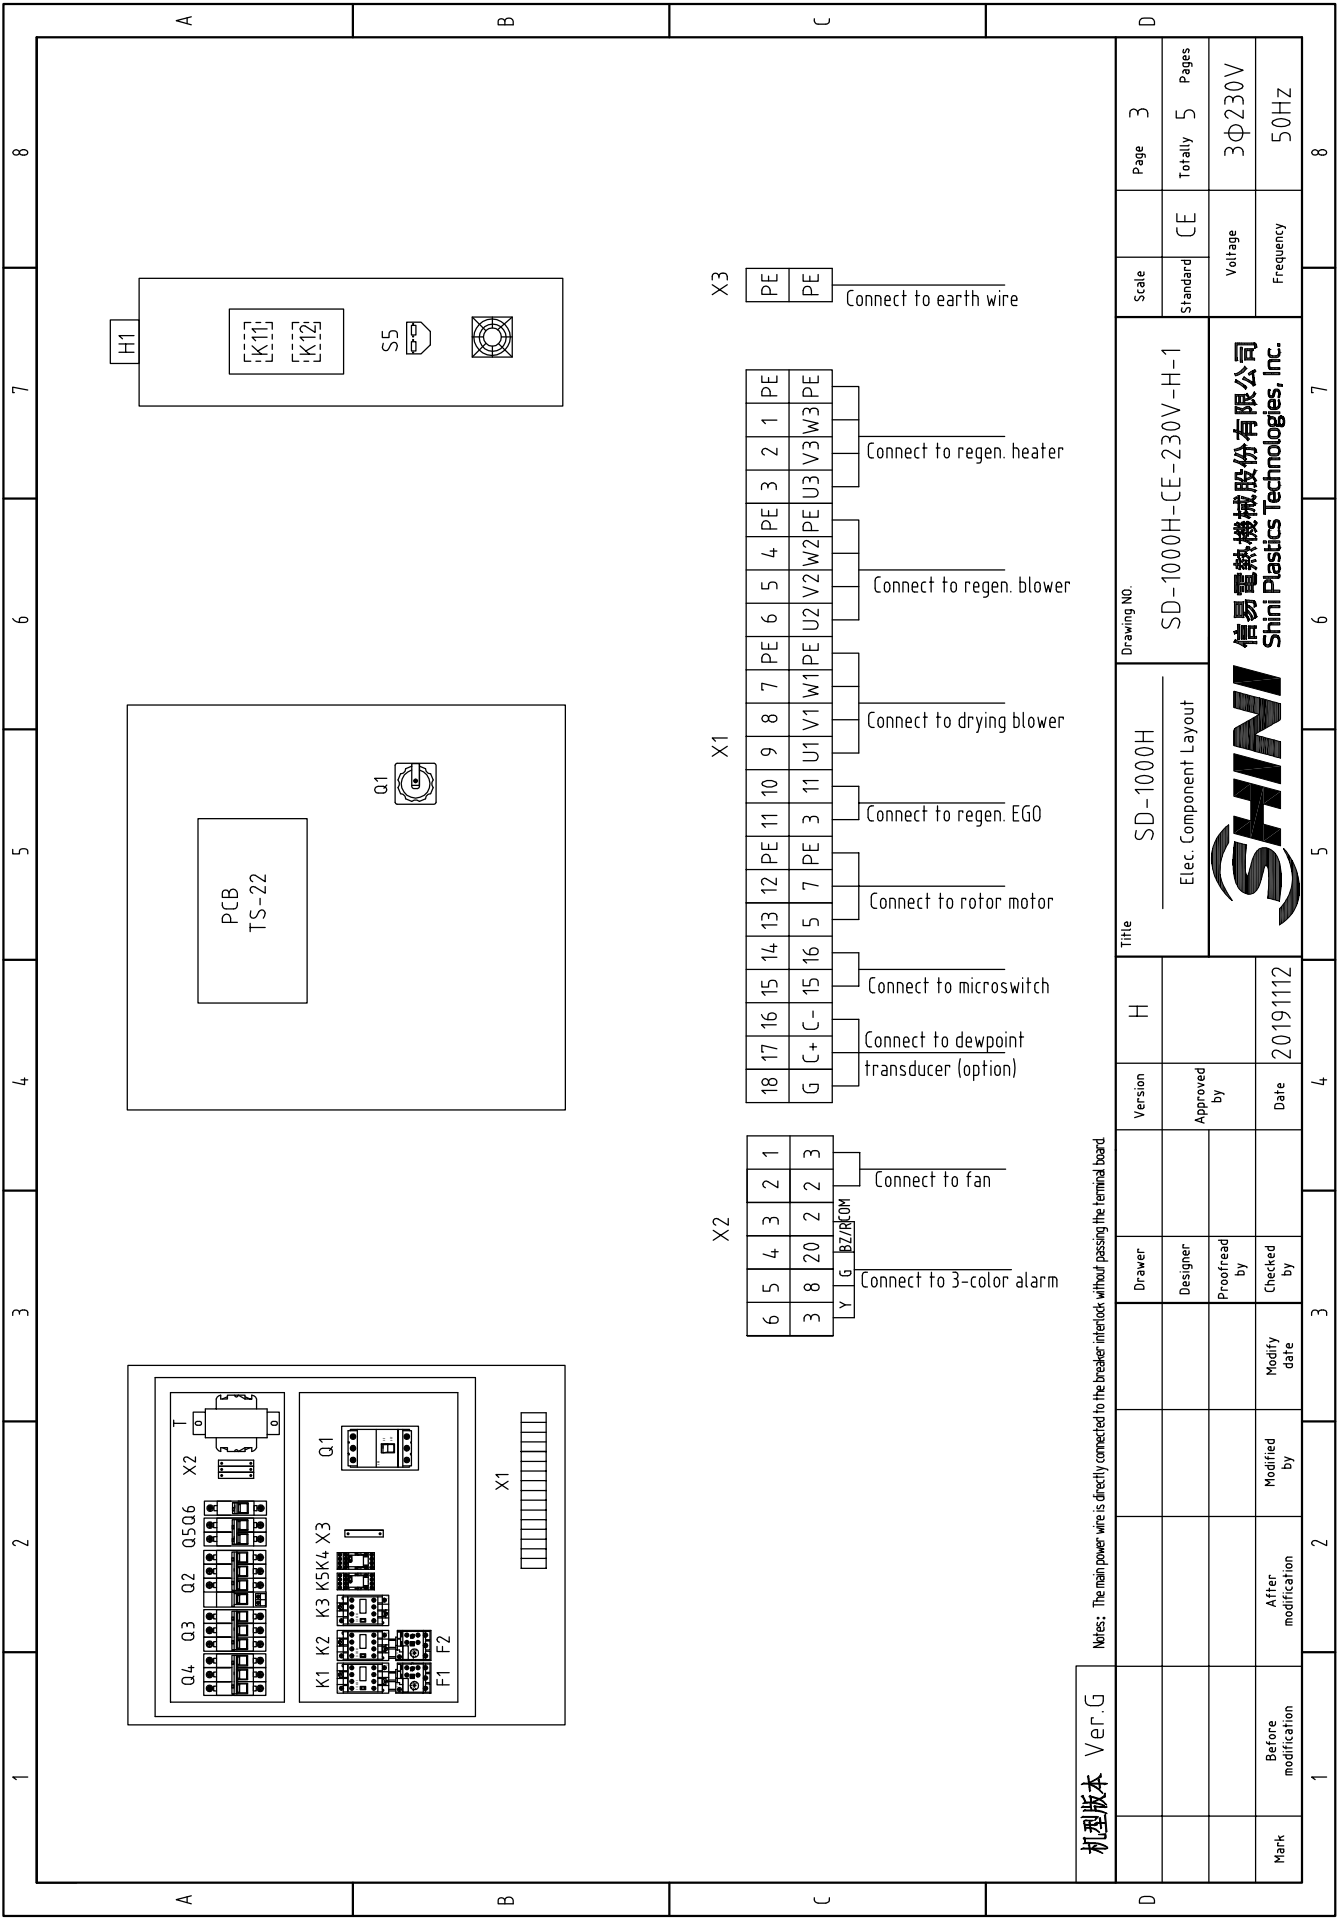 1 2 3 4 5 6 7 8
A A
B B
C C
D D
T
X2
Q4 Q3 Q2 Q5Q6
Q1
K1 K2 K3 K5K4 X3
F1 F2
X1
PCB
TS-22
Q1
H1
K11
K12
S5
X2
6 5 4 3 2 1
3 8 20 2 2 3
Y G BZ/R COM
Connect to 3-color alarm
Connect to fan
X1
18 17 16 15 14 13 12 PE 11 10 9 8 7 PE 6 5 4 PE 3 2 1 PE
G C+ C- 15 16 5 7 PE 3 11 U1 V1 W1 PE U2 V2 W2 PE U3 V3 W3 PE
Connect to dewpoint
transducer (option)
Connect to microswitch
Connect to rotor motor
Connect to regen. EGO
Connect to drying blower
Connect to regen. blower
Connect to regen. heater
X3
PE
PE
Connect to earth wire
机型版本 Ver.G
Notes: The main power wire is directly connected to the breaker interlock without passing the terminal board.
Mark
Before
modification
After
modification
Modified
by
Modify
date
Drawer
Designer
Proofread
by
Checked
by
Version
H
Approved
by
Date
20191112
Title
SD-1000H
Elec. Component Layout
Drawing NO.
SD-1000H-CE-230V-H-1
SHINI
信易電熱機械股份有限公司
Shini Plastics Technologies, Inc.
Scale
Page 3
Standard
CE
Totally 5 Pages
Voltage
3Φ230V
Frequency
50HZ
1 2 3 4 5 6 7 8